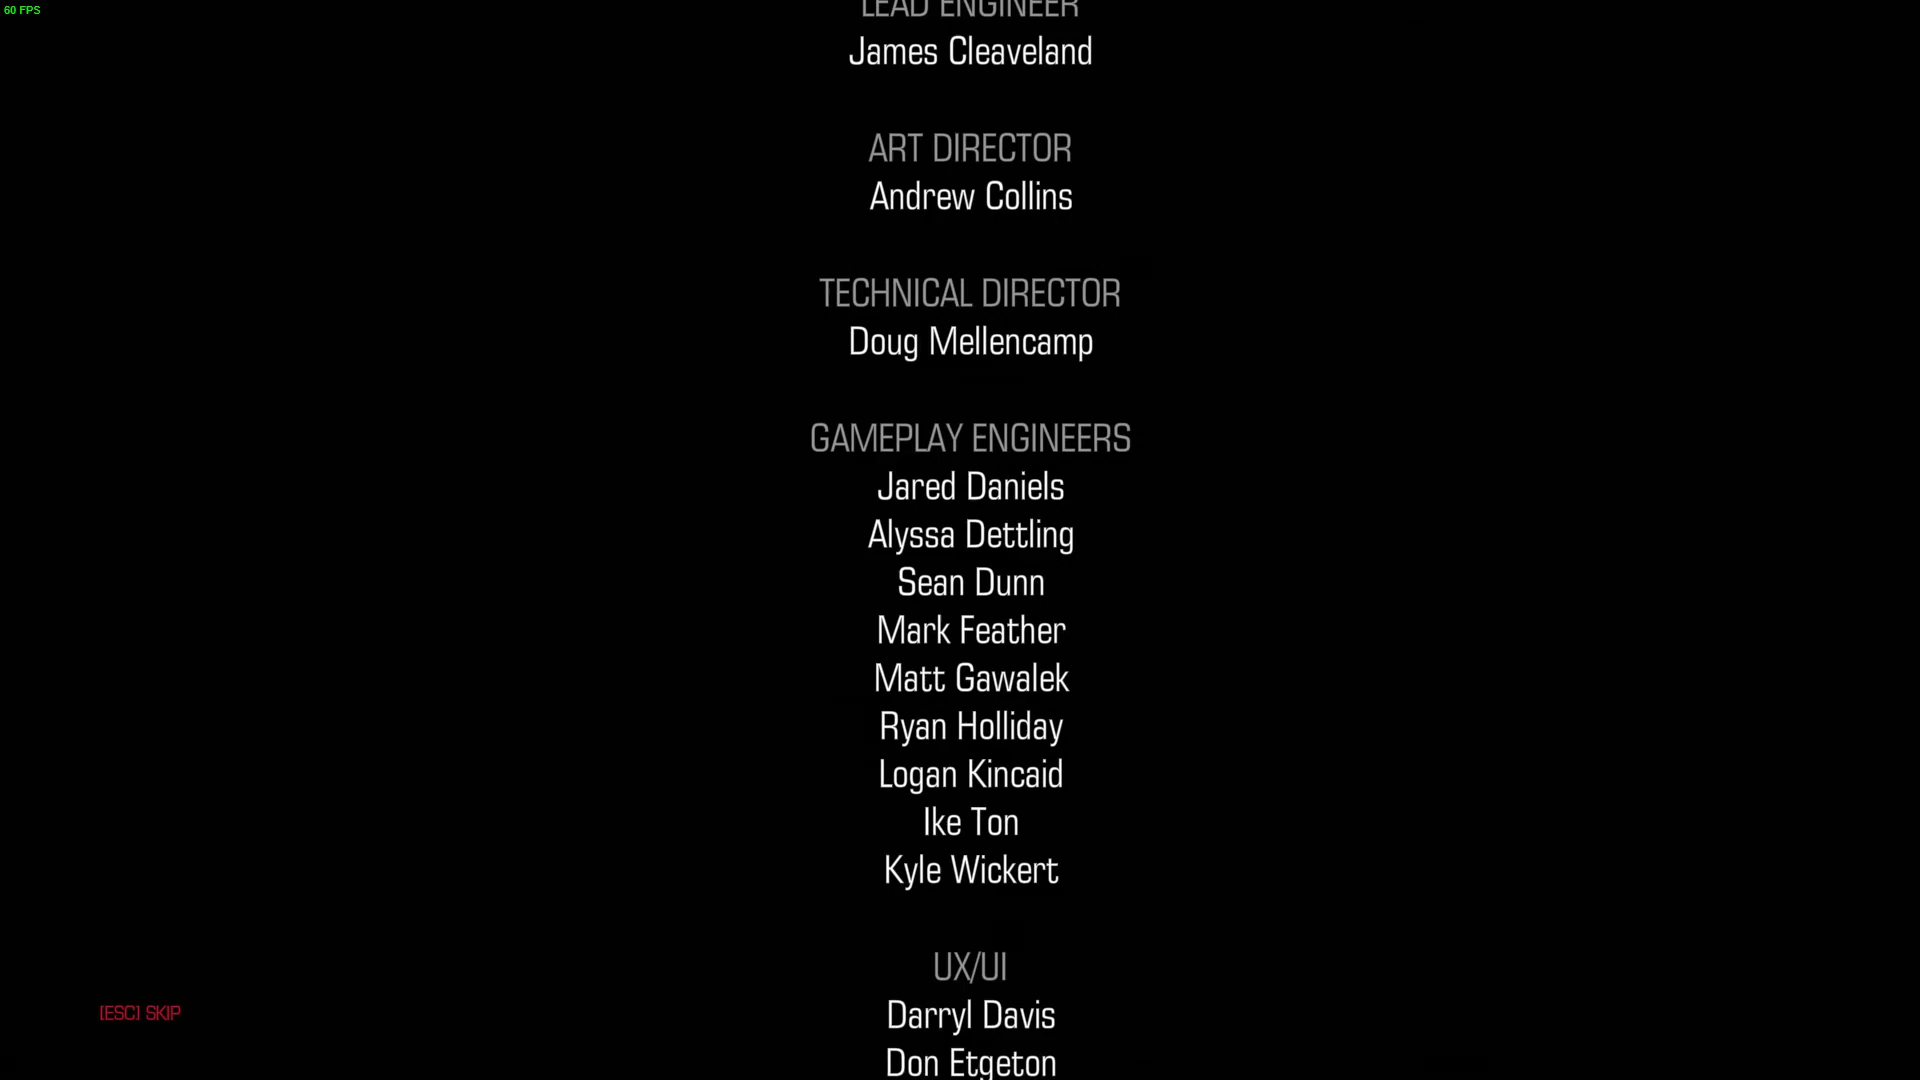 60 FPS
LEAD ENGINEER
James Cleaveland
ART DIRECTOR
Andrew Collins
TECHNICAL DIRECTOR
Doug Mellencamp
GAMEPLAY ENGINEERS
Jared Daniels
Alyssa Dettling
Sean Dunn
Mark Feather
Matt Gawalek
Ryan Holliday
Logan Kincaid
Ike Ton
Kyle Wickert
UX/UI
[ESC] SKIP
Darryl Davis
Don Etgeton